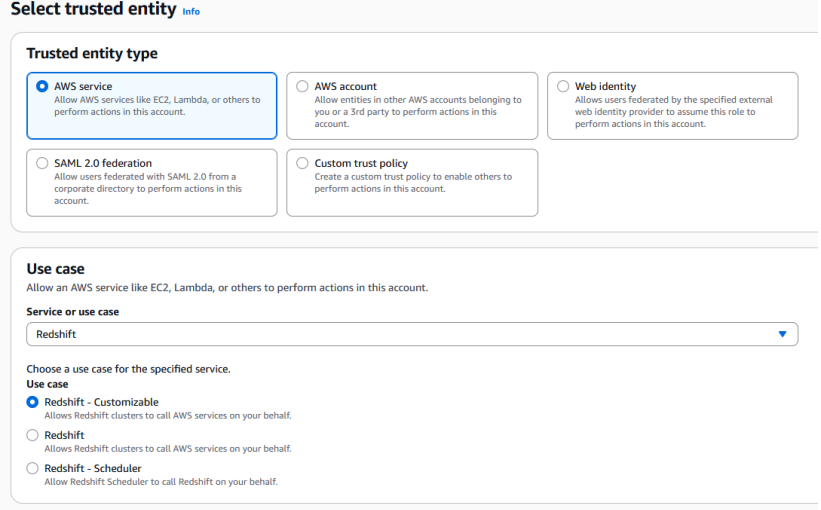 Select trusted entity Info
Trusted entity type
AWS service
Allow AWS services like EC2, Lambda, or others to
perform actions in this account.
AWS account
Allow entities in other AWS accounts belonging to
you or a 3rd party to perform actions in this
account.
Web identity
Allows users federated by the specified external
web identity provider to assume this role to
perform actions in this account.
SAML 2.0 federation
Allow users federated with SAML 2.0 from a
corporate directory to perform actions in this
account.
Custom trust policy
Create a custom trust policy to enable others to
perform actions in this account.
Use case
Allow an AWS service like EC2, Lambda, or others to perform actions in this account.
Service or use case
Redshift
Choose a use case for the specified service.
Use case
Redshift - Customizable
Allows Redshift clusters to call AWS services on your behalf.
Redshift
Allows Redshift clusters to call AWS services on your behalf.
Redshift - Scheduler
Allow Redshift Scheduler to call Redshift on your behalf.